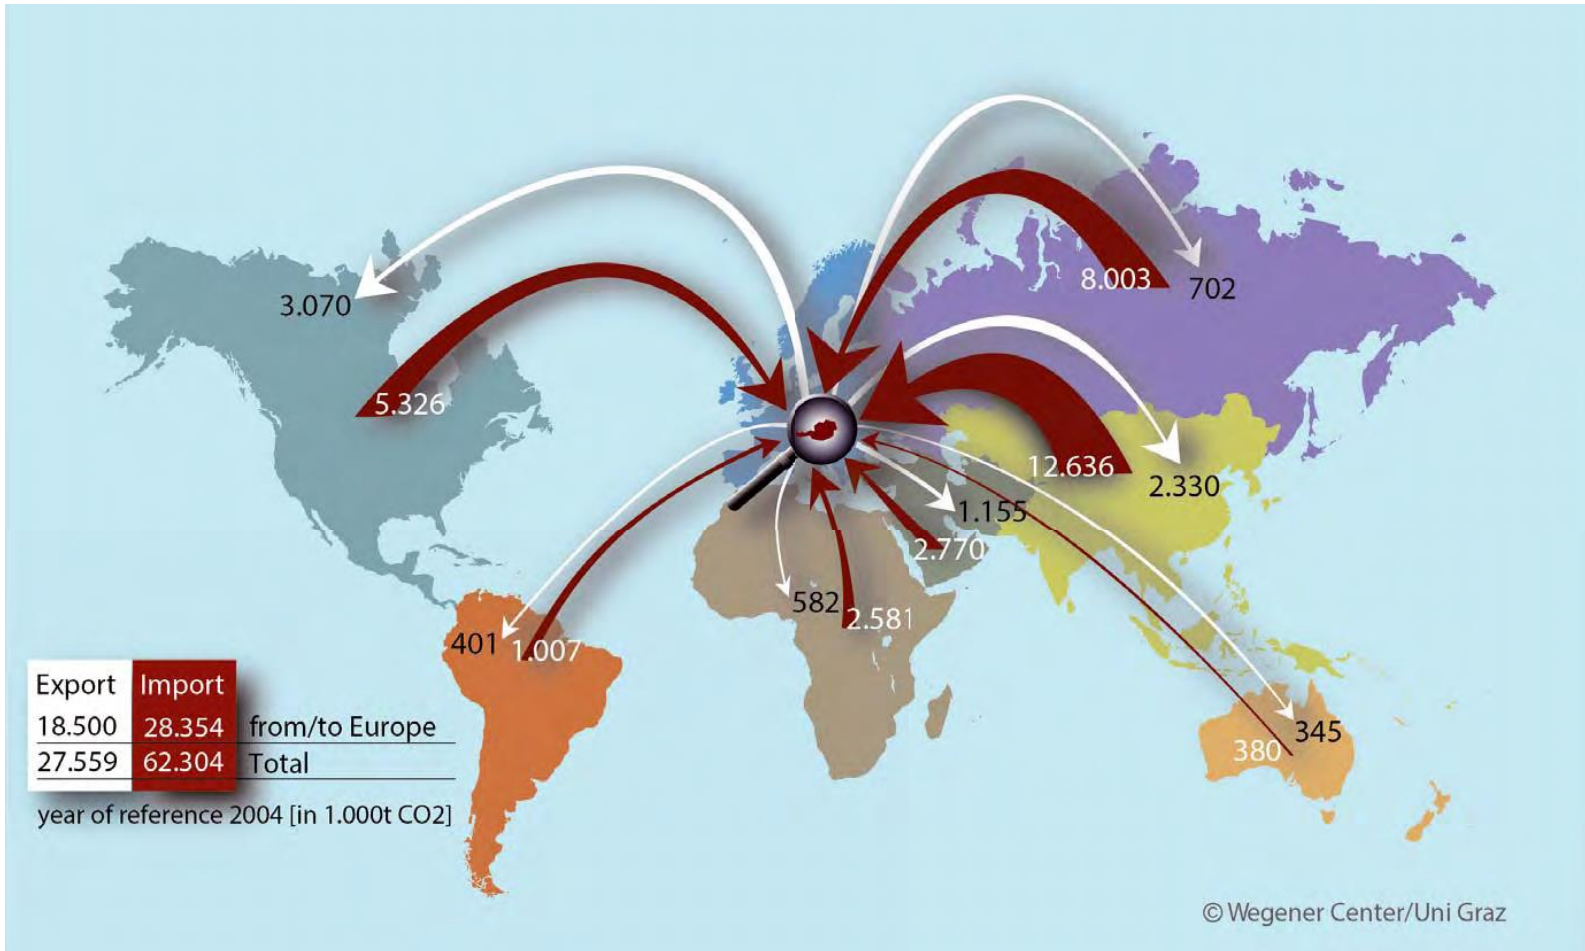 3.070
702
8.003
5.326
12.636
2.330
1.155
2.770
582
2.581
401
1.007
345
380
Export Import
18.500 28.354 from/to Europe
27.559 62.304 Total
year of reference 2004 [in 1.000t CO2]
© Wegener Center/Uni Graz